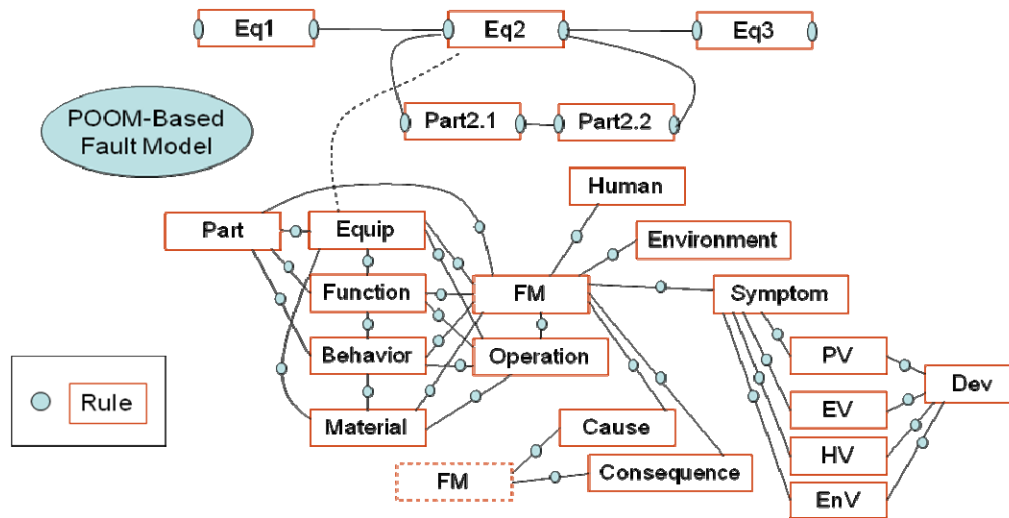 Eq1
Eq2
Eq3
POOM-Based
Fault Model
Part2.1
Part2.2
Human
Part
Equip
Environment
Function
FM
Symptom
Behavior
Operation
PV
Dev
Rule
EV
Material
Cause
HV
FM
Consequence
EnV